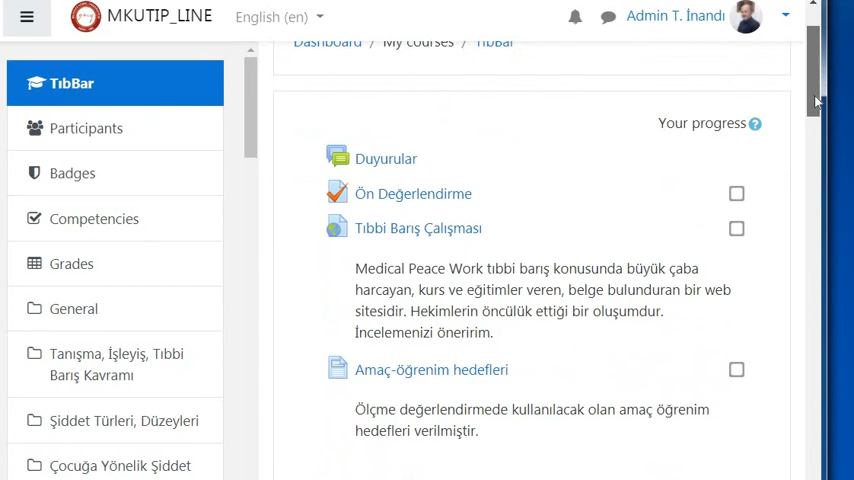 MKUTIP_LINE
English (en)
Admin T. İnandı
Dashboard / My courses / TıbBar
TıbBar
Participants
Badges
Competencies
Grades
General
Tanışma, İşleyiş, Tıbbi
Barış Kavramı
Şiddet Türleri, Düzeyleri
Çocuğa Yönelik Şiddet
Your progress
Duyurular
Ön Değerlendirme
Tıbbi Barış Çalışması
Medical Peace Work tıbbi barış konusunda büyük çaba
harcayan, kurs ve eğitimler veren, belge bulunduran bir web
sitesidir. Hekimlerin öncülük ettiği bir oluşumdur.
İncelemenizi öneririm.
Amaç-öğrenim hedefleri
Ölçme değerlendirmede kullanılacak olan amaç öğrenim
hedefleri verilmiştir.